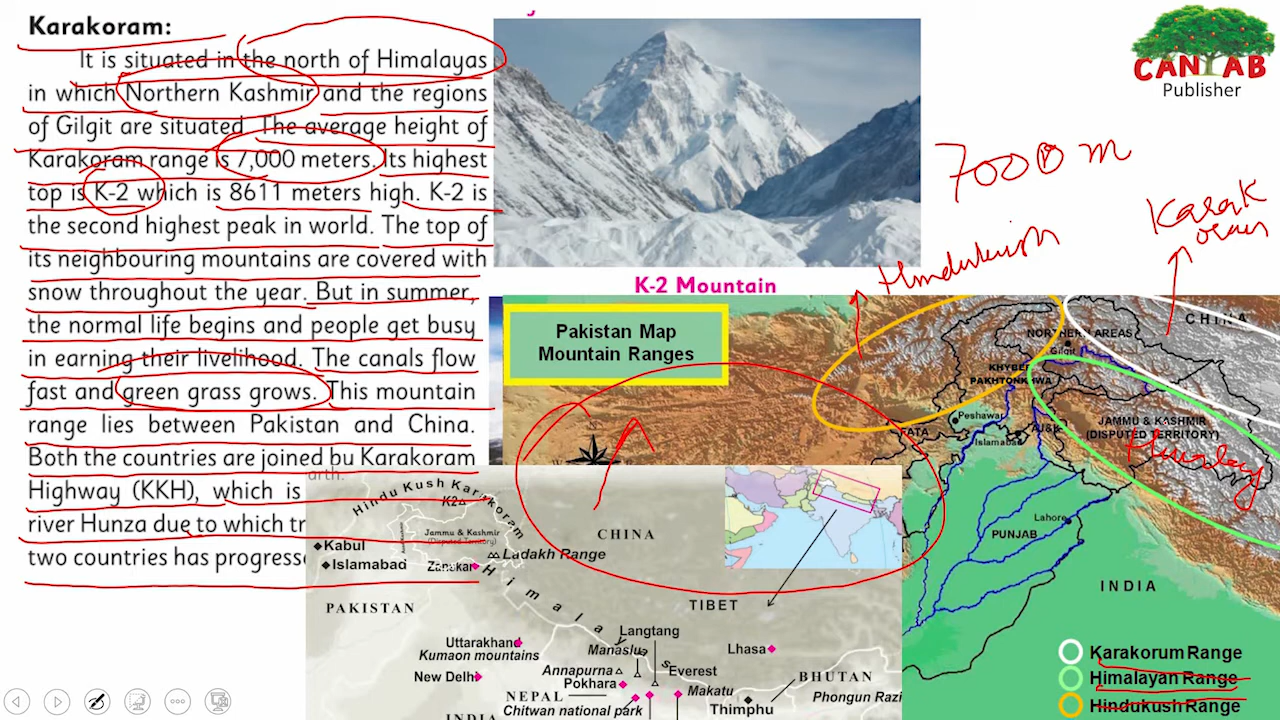 Karakoram:
It is situated in the north of Himalayas
in which Northern Kashmir and the regions
of Gilgit are situated. The average height of
Karakoram range is 7,000 meters. Its highest
top is K-2 which is 8611 meters high. K-2 is
the second highest peak in world. The top of
its neighbouring mountains are covered with
snow throughout the year. But in summer,
the normal life begins and people get busy
in earning their livelihood. The canals flow
fast and green grass grows. This mountain
range lies between Pakistan and China.
Both the countries are joined by Karakoram
Highway (KKH), which is
river Hunza due to which tr
two countries has progress
K-2 Mountain
CANTAB
Publisher
7000 m
Karakoram
Hindukush
Himalay
Pakistan Map
Mountain Ranges
CHINA
NORTHERN AREAS
Gilgit
KHYBER
PAKHTONKHWA
Peshawar
FATA
Islamabad
AJ&K
JAMMU & KASHMIR
(DISPUTED TERRITORY)
Lahore
PUNJAB
INDIA
Karakorum Range
Himalayan Range
Hindukush Range
arth.
Hindu Kush Karakoram
K2
Jammu & Kashmir
(Disputed Territory)
Kabul
Islamabad
Zanskar
Ladakh Range
CHINA
Himalayas
PAKISTAN
TIBET
Langtang
Uttarakhand
Kumaon mountains
Manaslu
Lhasa
New Delhi
Annapurna
Everest
Pokhara
BHUTAN
NEPAL
Makatu
Phongun Razi
Chitwan national park
Thimphu
INDIA